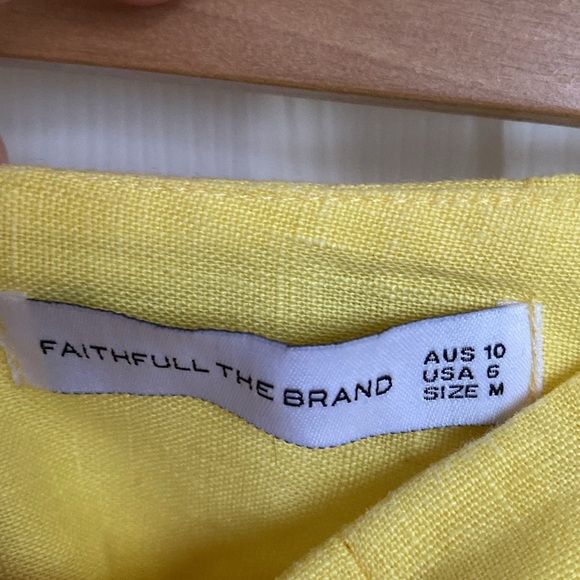 FAITHFULL THE BRAND
AUS 10
USA 6
SIZE M